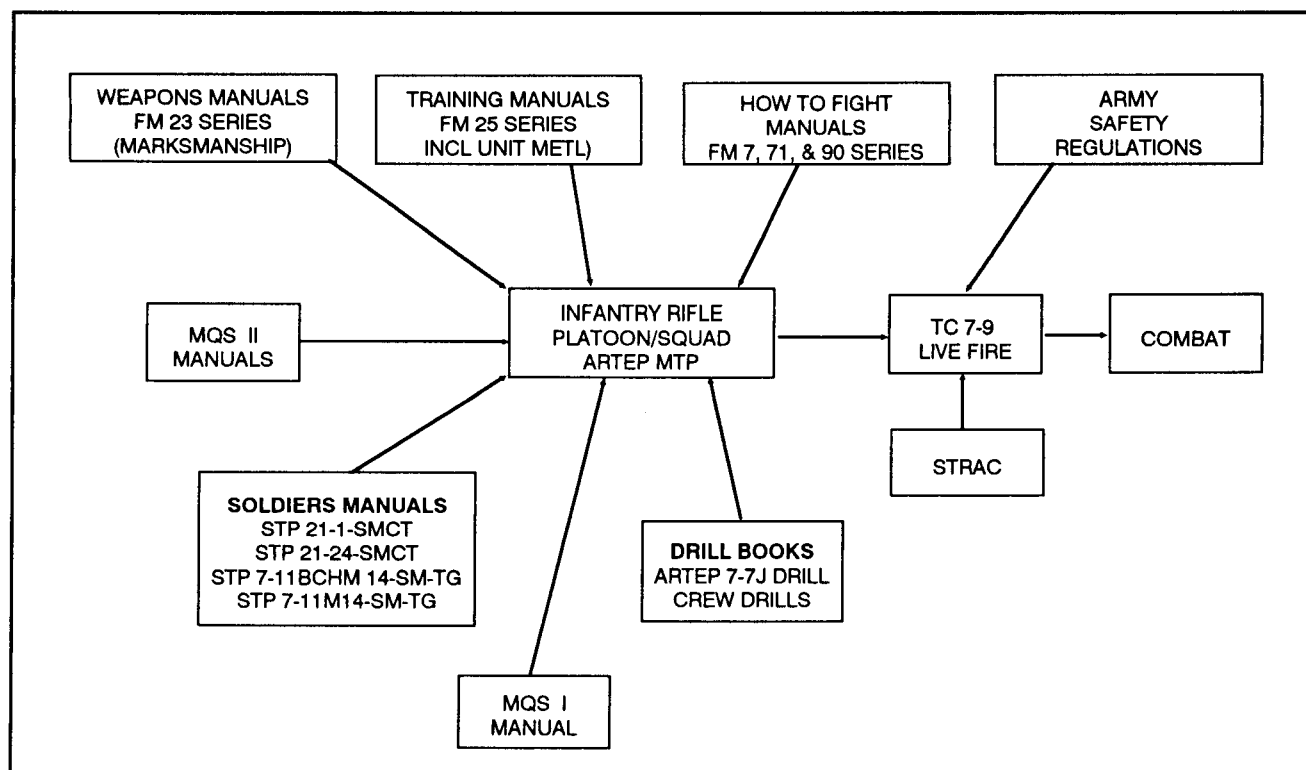 WEAPONS MANUALS
FM 23 SERIES
(MARKSMANSHIP)
TRAINING MANUALS
FM 25 SERIES
INCL UNIT METL)
HOW TO FIGHT
MANUALS
FM 7, 71, & 90 SERIES
ARMY
SAFETY
REGULATIONS
MQS II
MANUALS
INFANTRY RIFLE
PLATOON/SQUAD
ARTEP MTP
TC 7-9
LIVE FIRE
COMBAT
STRAC
SOLDIERS MANUALS
STP 21-1-SMCT
STP 21-24-SMCT
STP 7-11BCHM 14-SM-TG
STP 7-11M14-SM-TG
DRILL BOOKS
ARTEP 7-7J DRILL
CREW DRILLS
MQS I
MANUAL